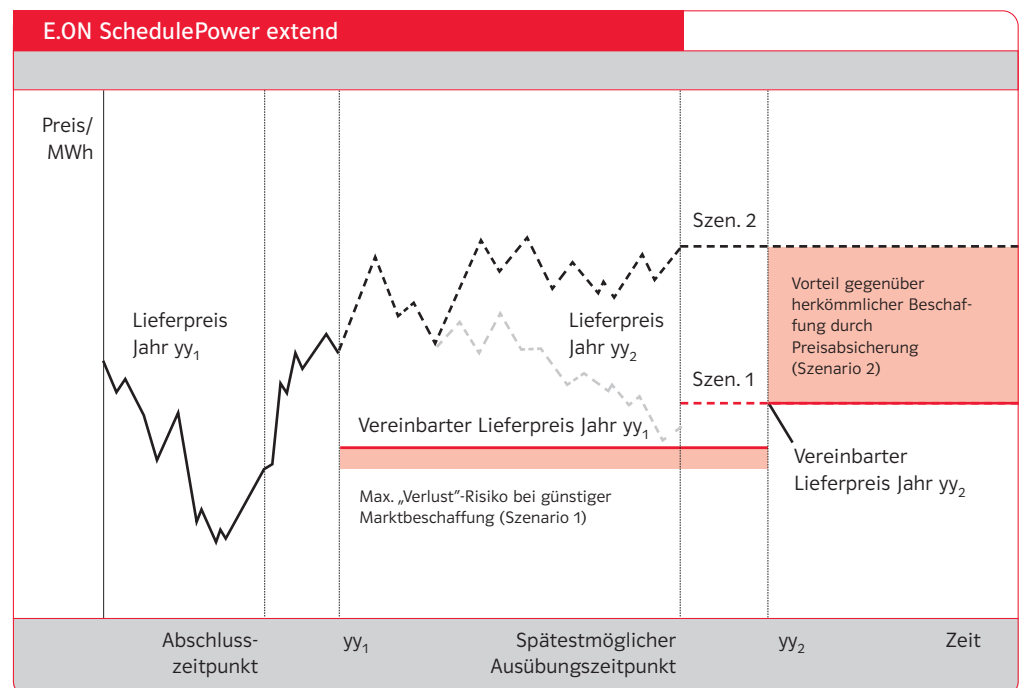 E.ON SchedulePower extend
Preis/
MWh
Szen. 2
Lieferpreis
Jahr yy₁
Lieferpreis
Jahr yy₂
Vorteil gegenüber
herkömmlicher Beschaf-
fung durch
Preisabsicherung
(Szenario 2)
Szen. 1
Vereinbarter Lieferpreis Jahr yy₁
Vereinbarter
Lieferpreis Jahr yy₂
Max. „Verlust"-Risiko bei günstiger
Marktbeschaffung (Szenario 1)
Abschluss-
zeitpunkt
yy₁
Spätestmöglicher
Ausübungszeitpunkt
yy₂
Zeit